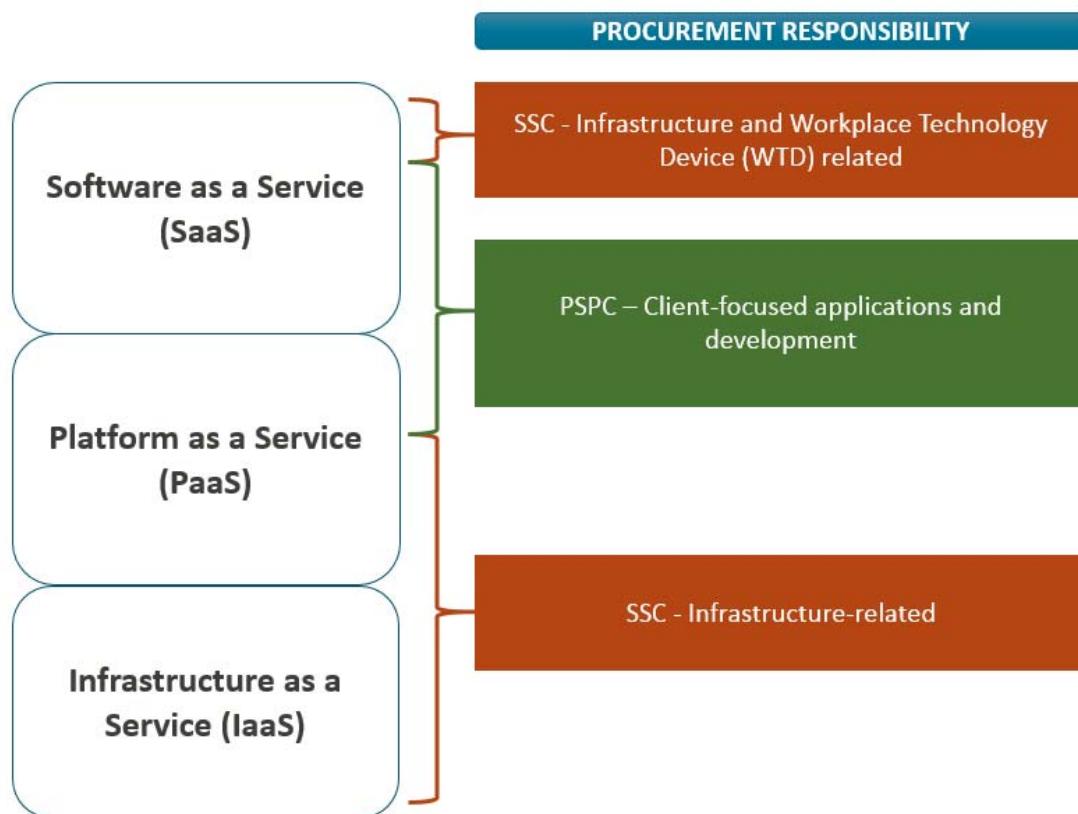 PROCUREMENT RESPONSIBILITY
Software as a Service
(SaaS)
SSC - Infrastructure and Workplace Technology
Device (WTD) related
PSPC – Client-focused applications and
development
Platform as a Service
(PaaS)
SSC - Infrastructure-related
Infrastructure as a
Service (IaaS)